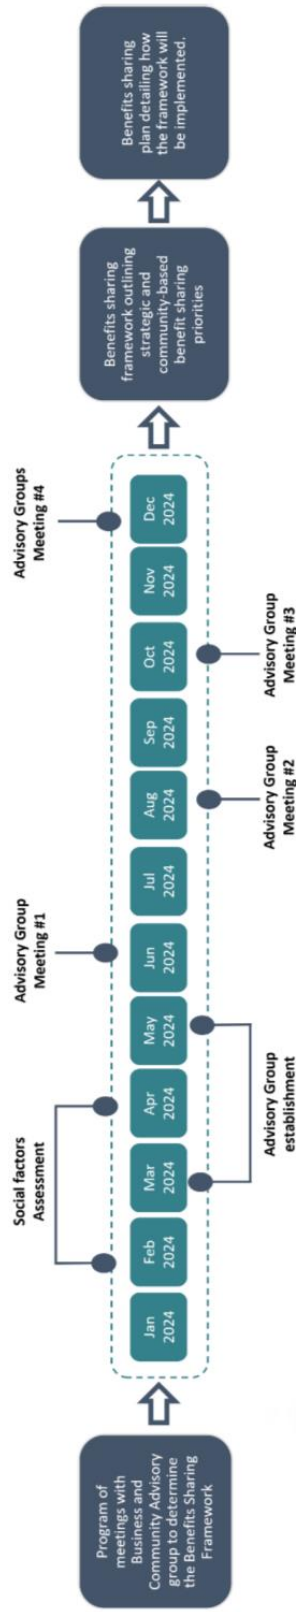 Program of
meetings with
Business and
Community Advisory
group to determine
the Benefits Sharing
Framework
Social factors
Assessment
Advisory Group
Meeting #1
Advisory Groups
Meeting #4
Jan
2024
Feb
2024
Mar
2024
Apr
2024
May
2024
Jun
2024
Jul
2024
Aug
2024
Sep
2024
Oct
2024
Nov
2024
Dec
2024
Advisory Group
establishment
Advisory Group
Meeting #2
Advisory Group
Meeting #3
Benefits sharing
framework outlining
strategic and
community-based
benefit sharing
priorities
Benefits sharing
plan detailing how
the framework will
be implemented.